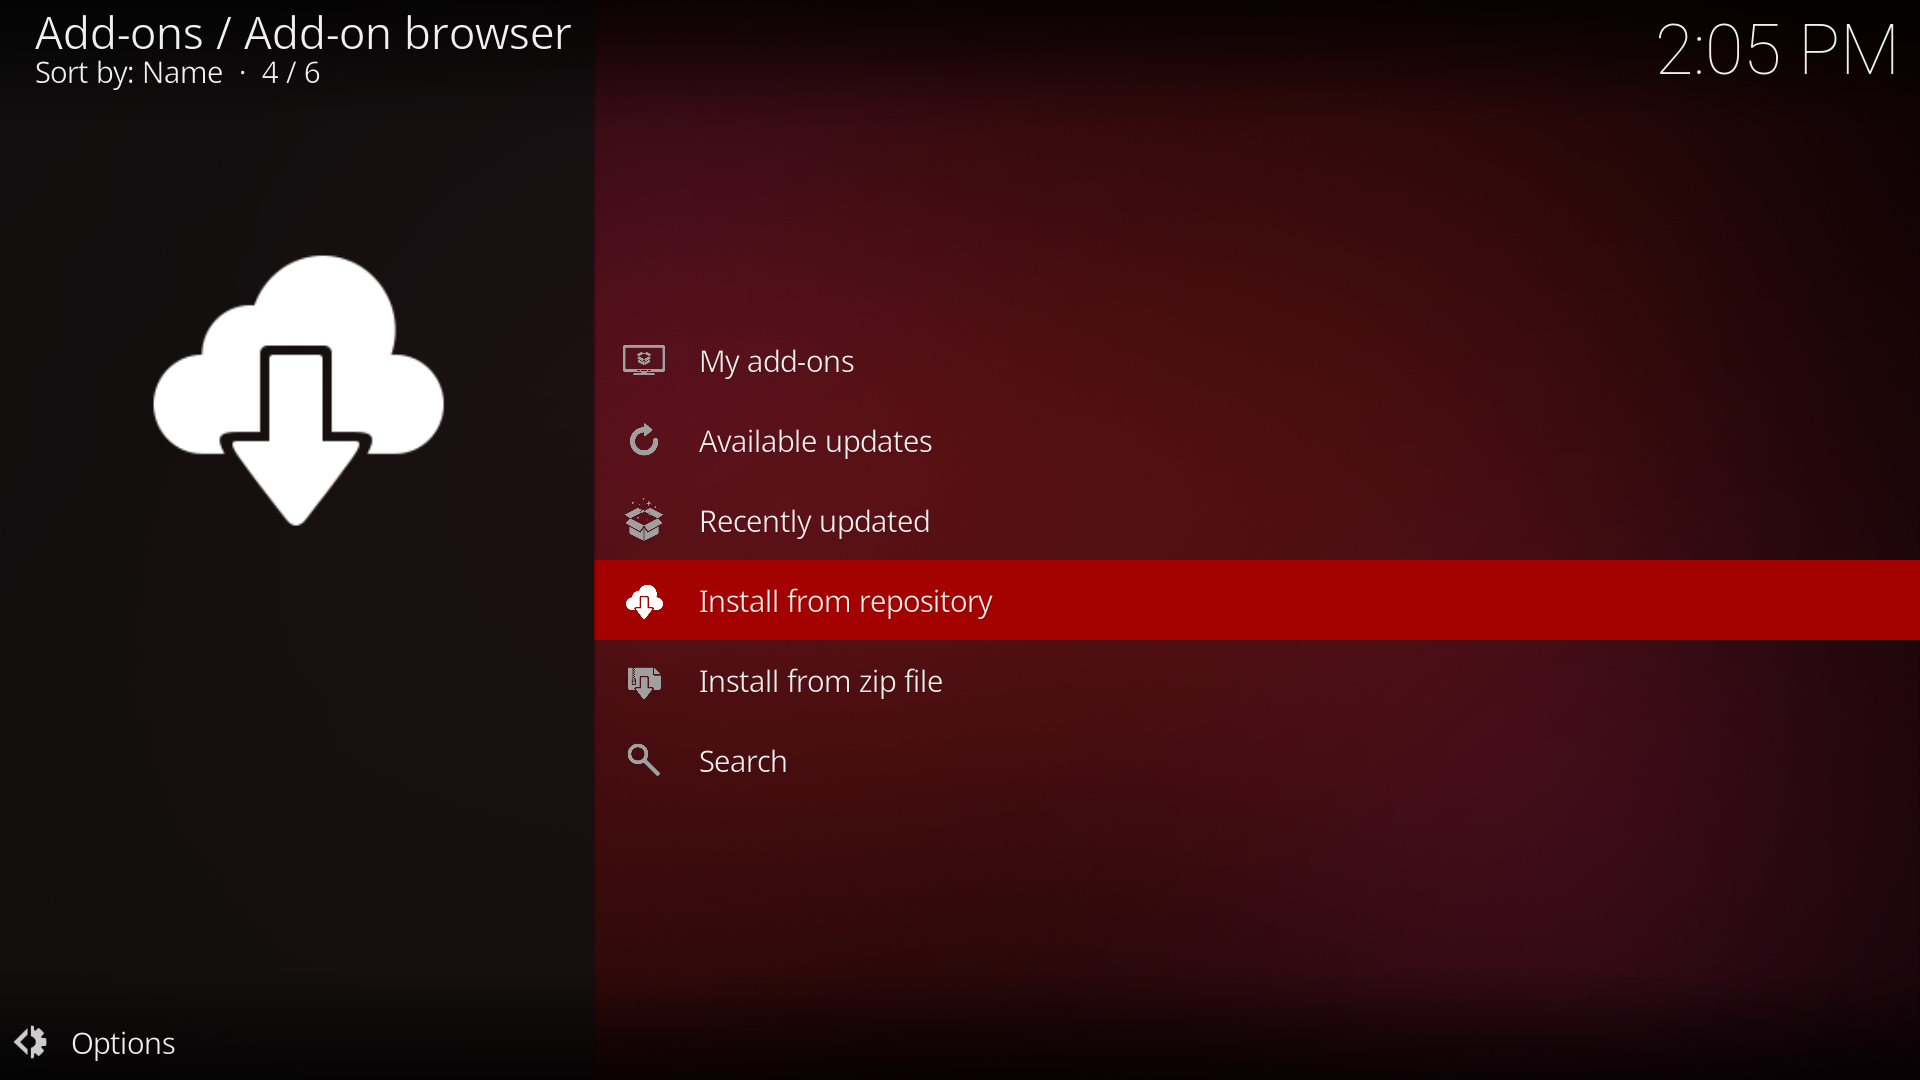 Add-ons / Add-on browser
Sort by: Name · 4 / 6
2:05 PM
My add-ons
Available updates
Recently updated
Install from repository
Install from zip file
Search
Options